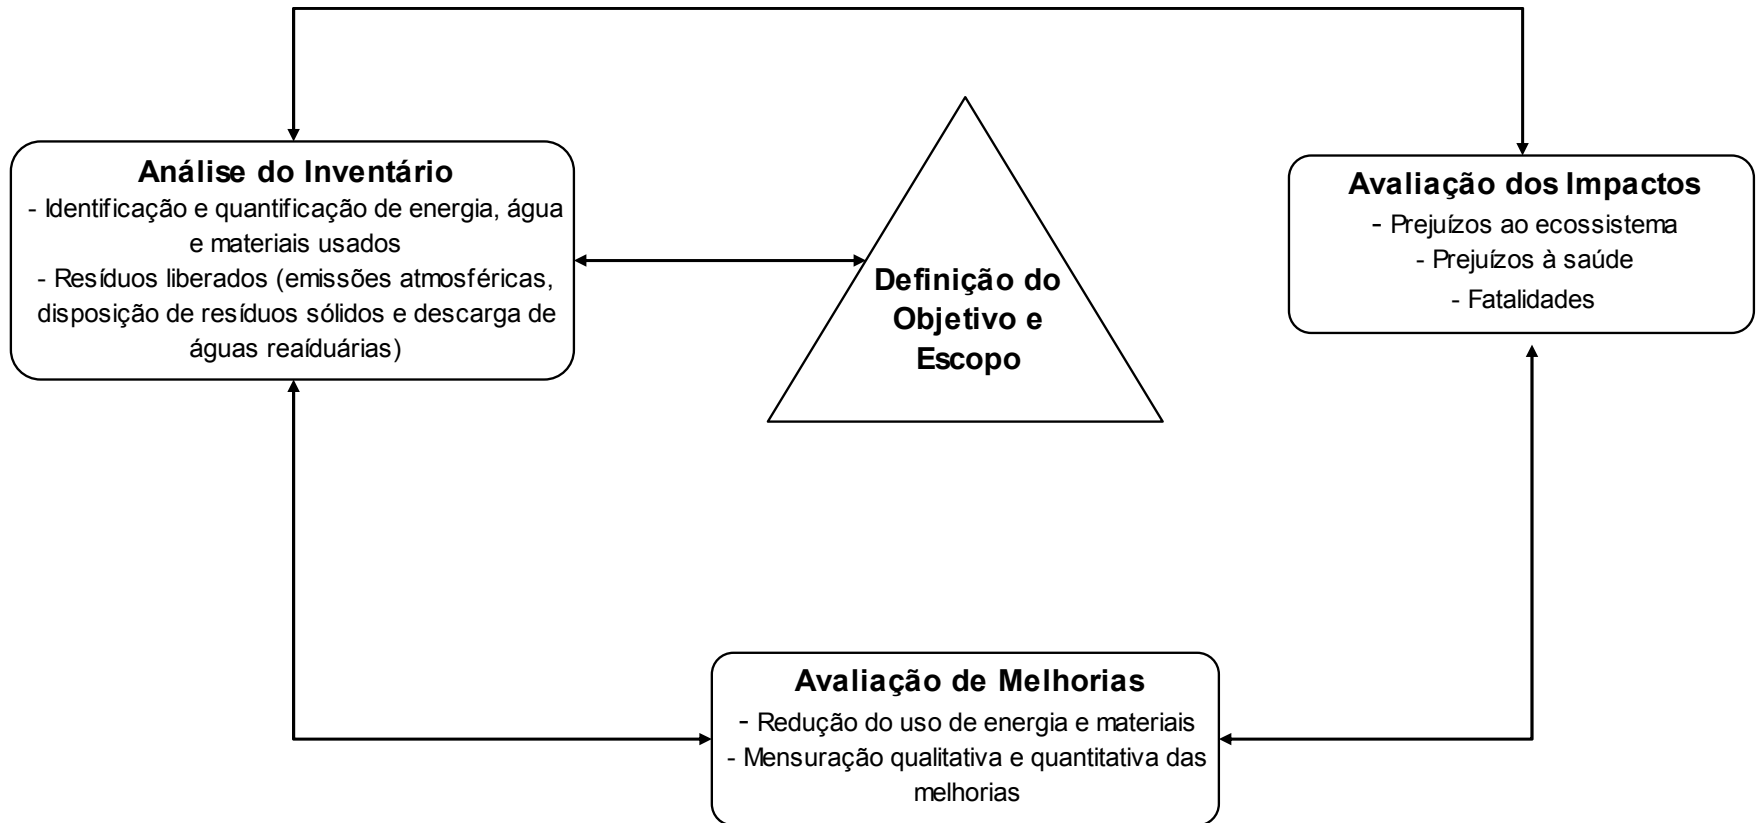 Análise do Inventário
- Identificação e quantificação de energia, água
e materiais usados
- Resíduos liberados (emissões atmosféricas,
disposição de resíduos sólidos e descarga de
águas reaíduárias)
Definição do
Objetivo e
Escopo
Avaliação dos Impactos
- Prejuízos ao ecossistema
- Prejuízos à saúde
- Fatalidades
Avaliação de Melhorias
- Redução do uso de energia e materiais
- Mensuração qualitativa e quantitativa das
melhorias